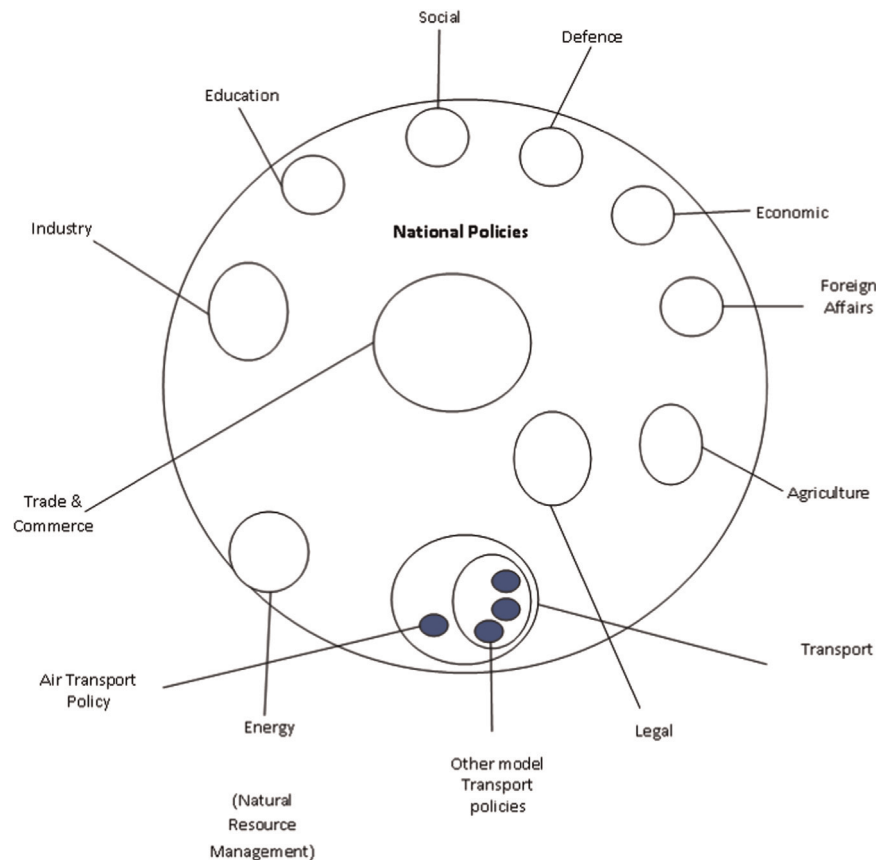 Social
Defence
Education
Industry
National Policies
Economic
Foreign
Affairs
Trade &
Commerce
Agriculture
Air Transport
Policy
Transport
Energy
Legal
Other model
Transport
policies
(Natural
Resource
Management)